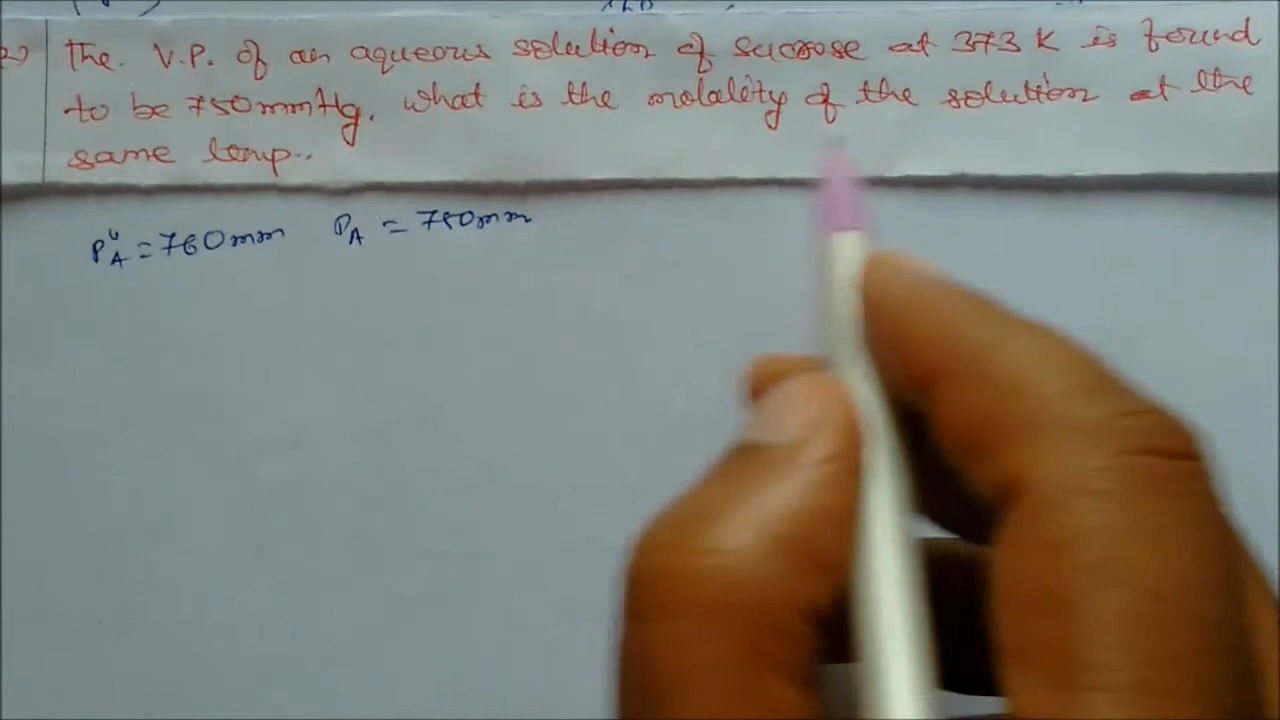 The. V.P. of an aqueous solution of sucrose at 373 K is found
to be 750mmHg. what is the molality of the solution at the
same temp..
P°A = 760mm PA = 750mm